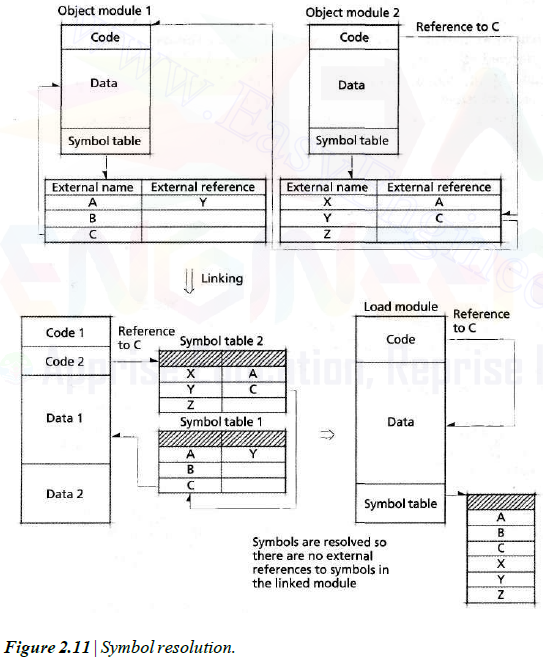 Object module 1
Object module 2
Code
Code
Reference to C
Data
Data
Symbol table
Symbol table
External name External reference
A Y
B
C
External name External reference
X A
Y C
Z
Linking
Code 1
Code 2
Data 1
Data 2
Reference
to C
Symbol table 2
X A
Y C
Z
Symbol table 1
A Y
B
C
Load module
Code
Reference
to C
Data
Symbol table
A
B
C
X
Y
Z
Symbols are resolved so
there are no external
references to symbols in
the linked module
Figure 2.11 | Symbol resolution.